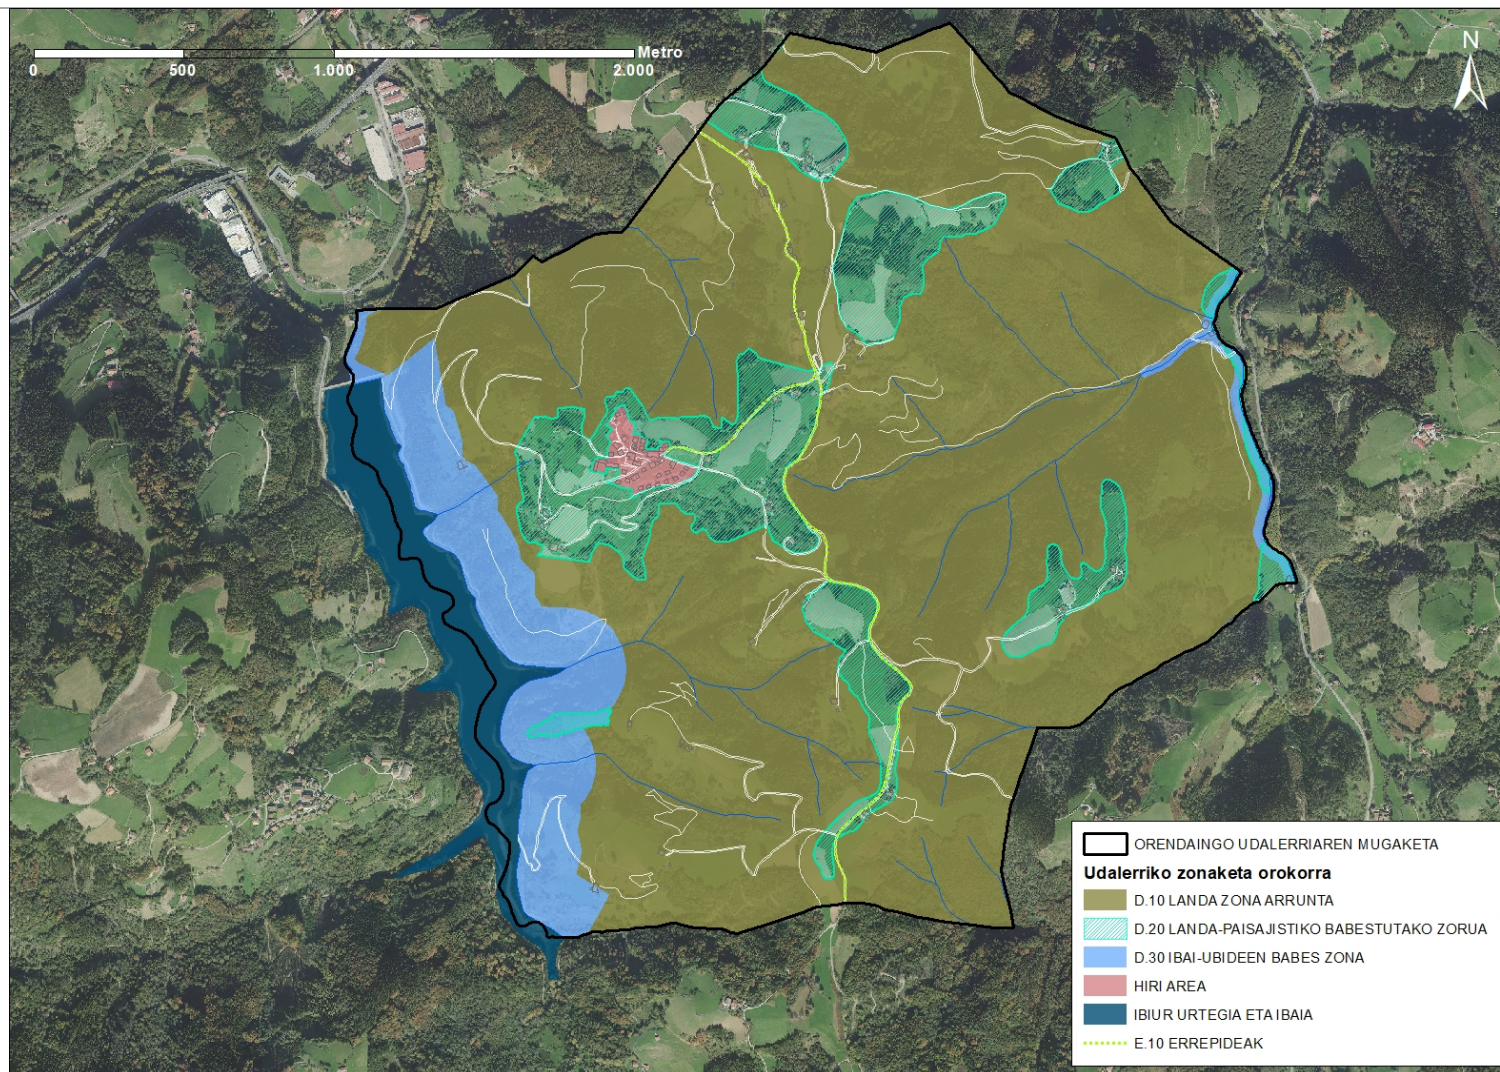 Metro
0 500 1.000 2.000
N
ORENDAINGO UDALERRIAREN MUGAKETA
Udalerriko zonaketa orokorra
D.10 LANDA ZONA ARRUNTA
D.20 LANDA-PAISAJISTIKO BABESTUTAKO ZORUA
D.30 IBAI-UBIDEEN BABES ZONA
HIRI AREA
IBIUR URTEGIA ETA IBAIA
E.10 ERREPIDEAK